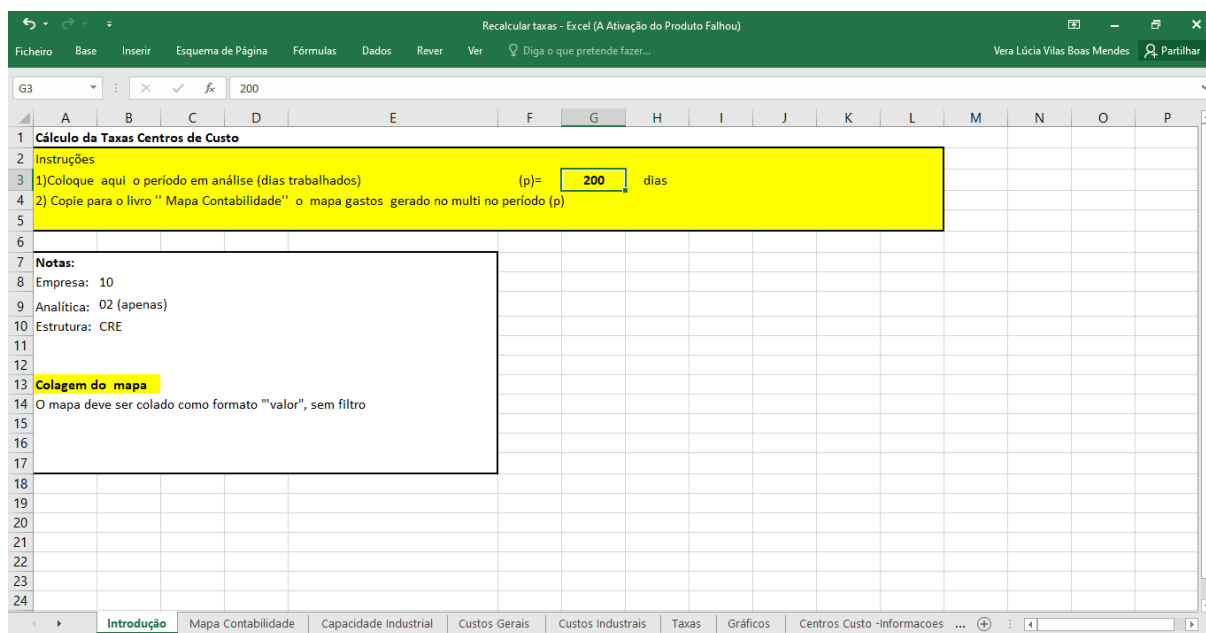 Recalcular taxas - Excel (A Ativação do Produto Falhou)
Ficheiro Base Inserir Esquema de Página Fórmulas Dados Rever Ver Diga o que pretende fazer... Vera Lúcia Vilas Boas Mendes Partilhar
G3 fx 200
A B C D E F G H I J K L M N O P
1 Cálculo da Taxas Centros de Custo
2 Instruções
3 1)Coloque aqui o período em análise (dias trabalhados) (p)= 200 dias
4 2) Copie para o livro '' Mapa Contabilidade'' o mapa gastos gerado no multi no período (p)
5
6
7 Notas:
8 Empresa: 10
9 Analítica: 02 (apenas)
10 Estrutura: CRE
11
12
13 Colagem do mapa
14 O mapa deve ser colado como formato "'valor", sem filtro
15
16
17
18
19
20
21
22
23
24
Introdução Mapa Contabilidade Capacidade Industrial Custos Gerais Custos Industrais Taxas Gráficos Centros Custo -Informacoes ...